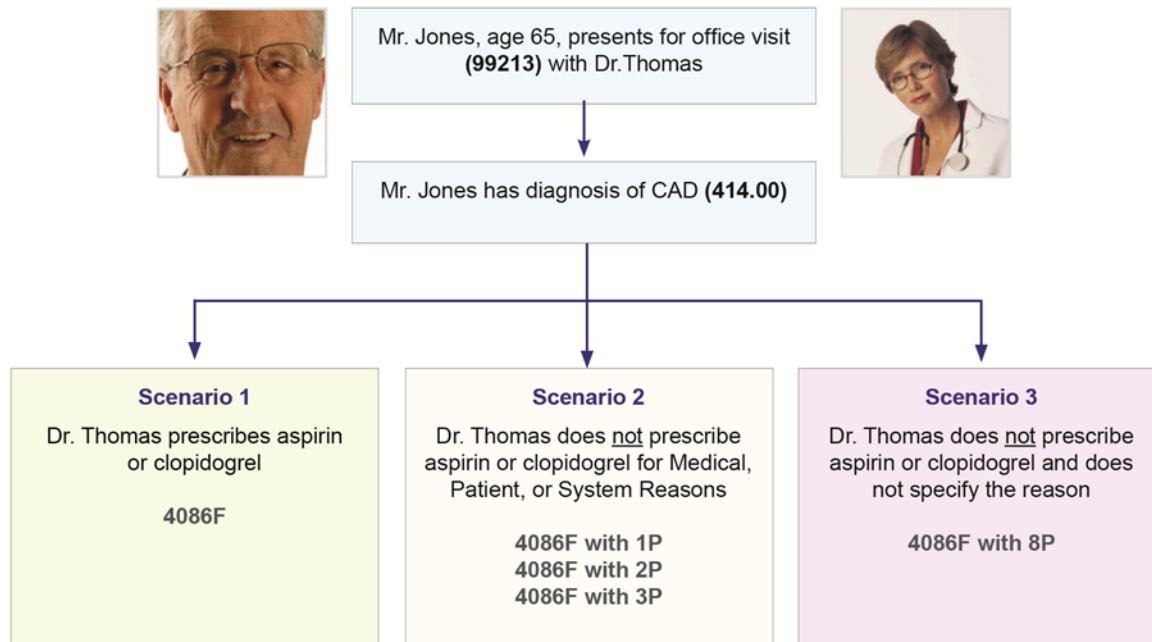 Mr. Jones, age 65, presents for office visit
(99213) with Dr.Thomas
Mr. Jones has diagnosis of CAD (414.00)
Scenario 1
Dr. Thomas prescribes aspirin
or clopidogrel
4086F
Scenario 2
Dr. Thomas does not prescribe
aspirin or clopidogrel for Medical,
Patient, or System Reasons
4086F with 1P
4086F with 2P
4086F with 3P
Scenario 3
Dr. Thomas does not prescribe
aspirin or clopidogrel and does
not specify the reason
4086F with 8P